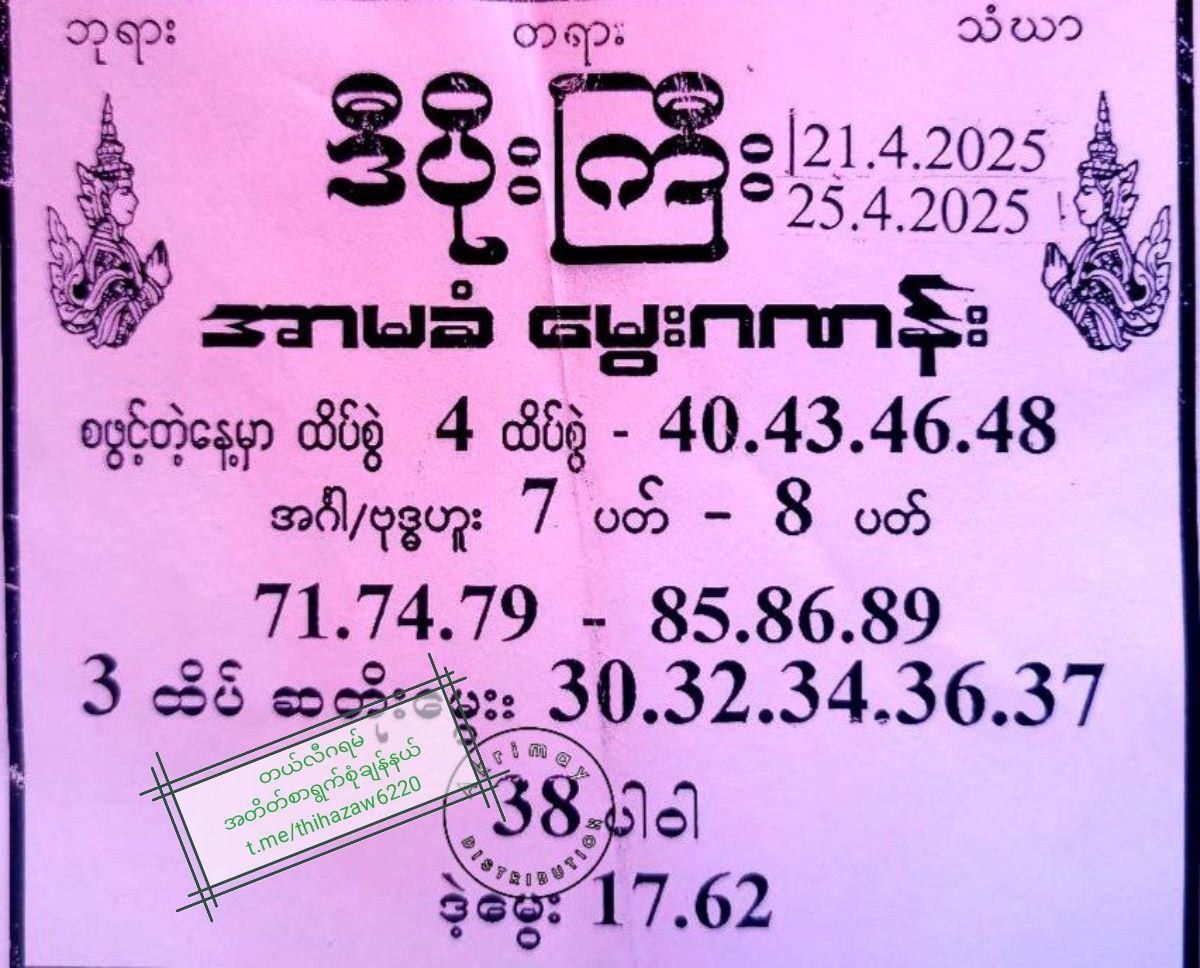 ဘုရား တရား သံဃာ
ဒီမိုးကြီး
21.4.2025
25.4.2025
အာမခံ မွေးဂဏန်း
စဖွင့်တဲ့နေ့မှာ ထိပ်စွဲ 4 ထိပ်စွဲ - 40.43.46.48
အင်္ဂါ/ဗုဒ္ဓဟူး 7 ပတ် - 8 ပတ်
71.74.79 - 85.86.89
3 ထိပ် ဆတိုးမွေး: 30.32.34.36.37
38 ပါဝါ
ဒဲ့မွေး 17.62
တယ်လီဂရမ်
အတိတ်စာရွက်စုံချန်နယ်
t.me/thihazaw6220
DISTRIBUTION